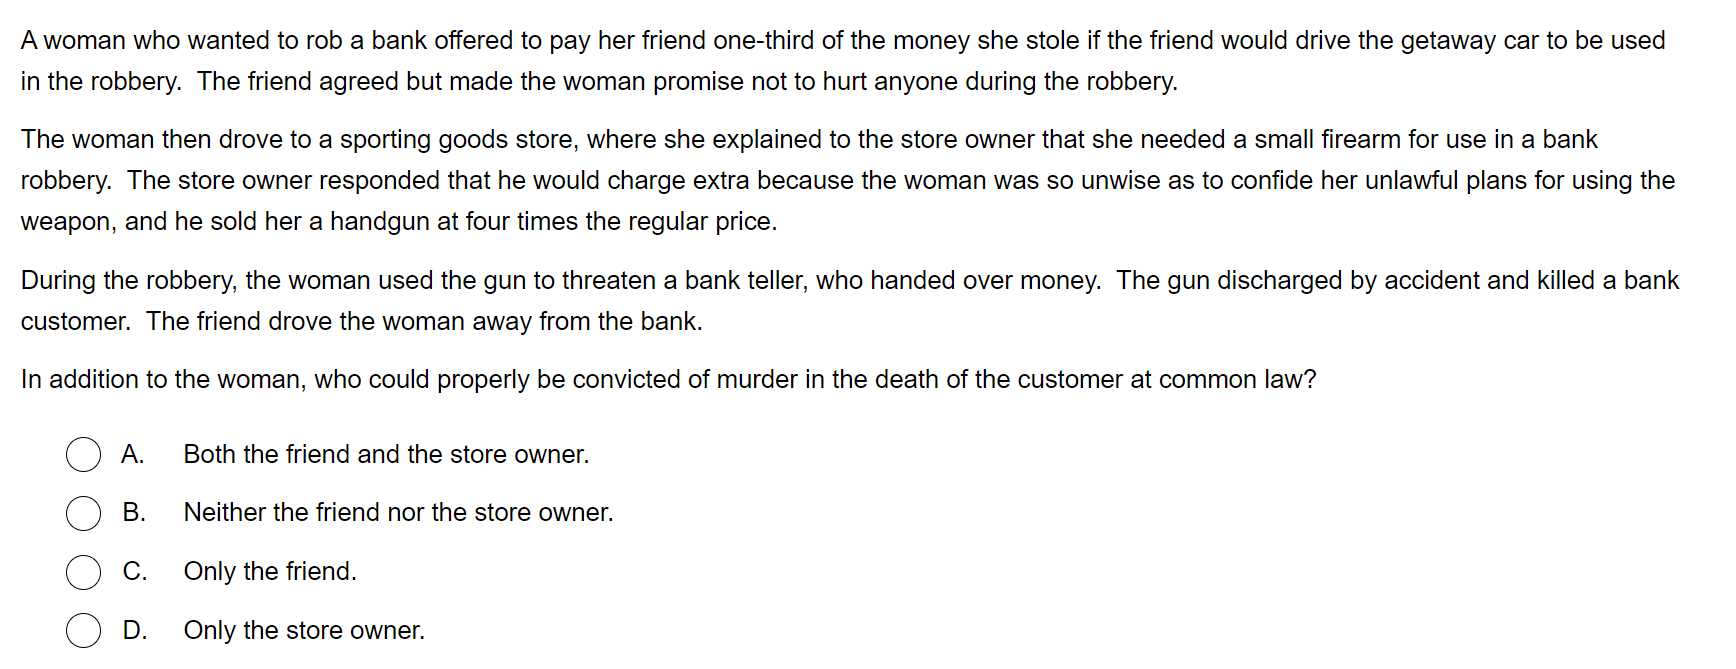 A woman who wanted to rob a bank offered to pay her friend one-third of the money she stole if the friend would drive the getaway car to be used
in the robbery.  The friend agreed but made the woman promise not to hurt anyone during the robbery.
The woman then drove to a sporting goods store, where she explained to the store owner that she needed a small firearm for use in a bank
robbery.  The store owner responded that he would charge extra because the woman was so unwise as to confide her unlawful plans for using the
weapon, and he sold her a handgun at four times the regular price.
During the robbery, the woman used the gun to threaten a bank teller, who handed over money.  The gun discharged by accident and killed a bank
customer.  The friend drove the woman away from the bank.
In addition to the woman, who could properly be convicted of murder in the death of the customer at common law?
A. Both the friend and the store owner.
B. Neither the friend nor the store owner.
C. Only the friend.
D. Only the store owner.